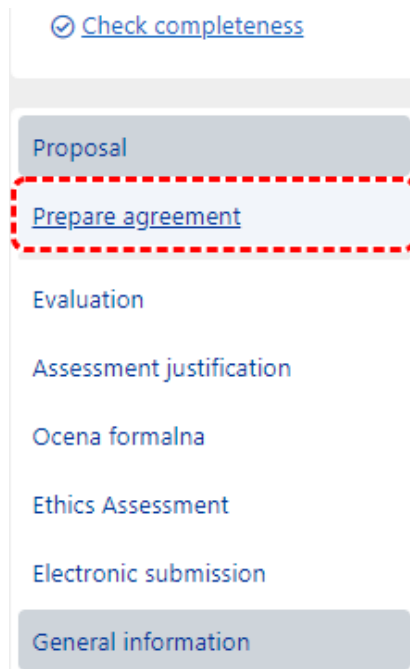 Check completeness
Proposal
Prepare agreement
Evaluation
Assessment justification
Ocena formalna
Ethics Assessment
Electronic submission
General information